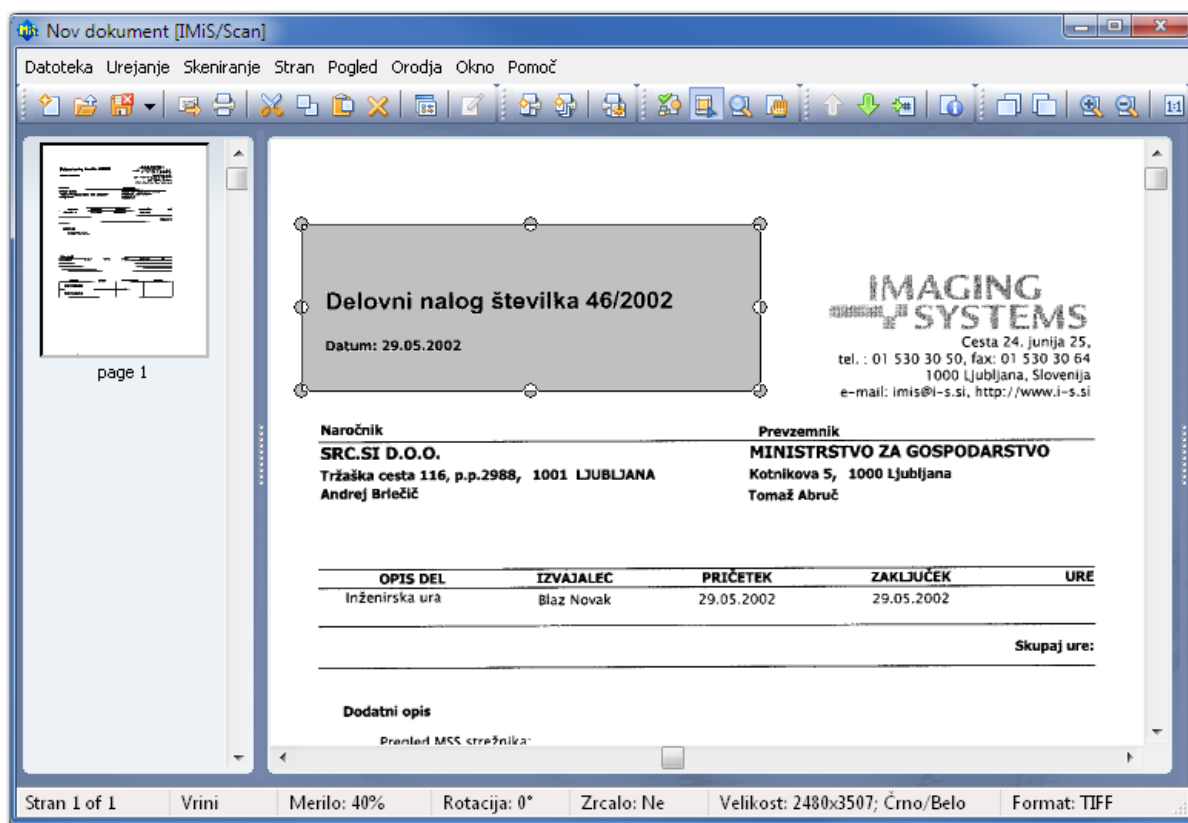 Nov dokument [IMiS/Scan]
Datoteka Urejanje Skeniranje Stran Pogled Orodja Okno Pomoč
1:1
page 1
Delovni nalog številka 46/2002
Datum: 29.05.2002
IMAGING
SYSTEMS
Cesta 24. junija 25,
tel. : 01 530 30 50, fax: 01 530 30 64
1000 Ljubljana, Slovenija
e-mail: imis@i-s.si, http://www.i-s.si
Naročnik Prevzemnik
SRC.SI D.O.O. MINISTRSTVO ZA GOSPODARSTVO
Tržaška cesta 116, p.p.2988, 1001 LJUBLJANA Kotnikova 5, 1000 Ljubljana
Andrej Brlečič Tomaž Abruč
OPIS DEL IZVAJALEC PRIČETEK ZAKLJUČEK URE
Inženirska ura Blaz Novak 29.05.2002 29.05.2002
Skupaj ure:
Dodatni opis
Pregled MSS strežnika:
Stran 1 of 1 Vrini Merilo: 40% Rotacija: 0° Zrcalo: Ne Velikost: 2480x3507; Črno/Belo Format: TIFF